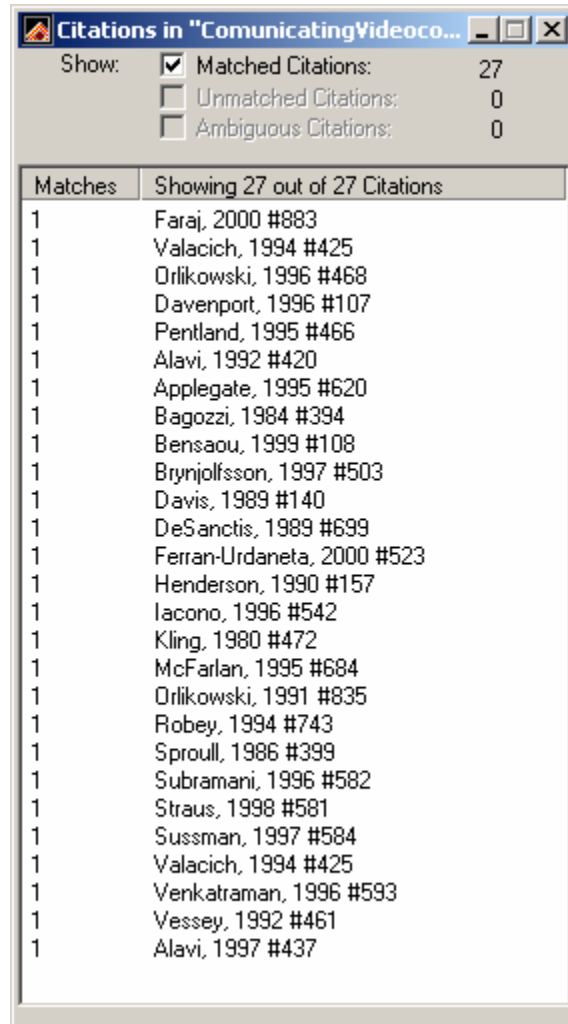 Citations in "ComunicatingVideoco...
Show: Matched Citations: 27
Unmatched Citations: 0
Ambiguous Citations: 0
Matches Showing 27 out of 27 Citations
1 Faraj, 2000 #883
1 Valacich, 1994 #425
1 Orlikowski, 1996 #468
1 Davenport, 1996 #107
1 Pentland, 1995 #466
1 Alavi, 1992 #420
1 Applegate, 1995 #620
1 Bagozzi, 1984 #394
1 Bensaou, 1999 #108
1 Brynjolfsson, 1997 #503
1 Davis, 1989 #140
1 DeSanctis, 1989 #699
1 Ferran-Urdaneta, 2000 #523
1 Henderson, 1990 #157
1 Iacono, 1996 #542
1 Kling, 1980 #472
1 McFarlan, 1995 #684
1 Orlikowski, 1991 #835
1 Robey, 1994 #743
1 Sproull, 1986 #399
1 Subramani, 1996 #582
1 Straus, 1998 #581
1 Sussman, 1997 #584
1 Valacich, 1994 #425
1 Venkatraman, 1996 #593
1 Vessey, 1992 #461
1 Alavi, 1997 #437